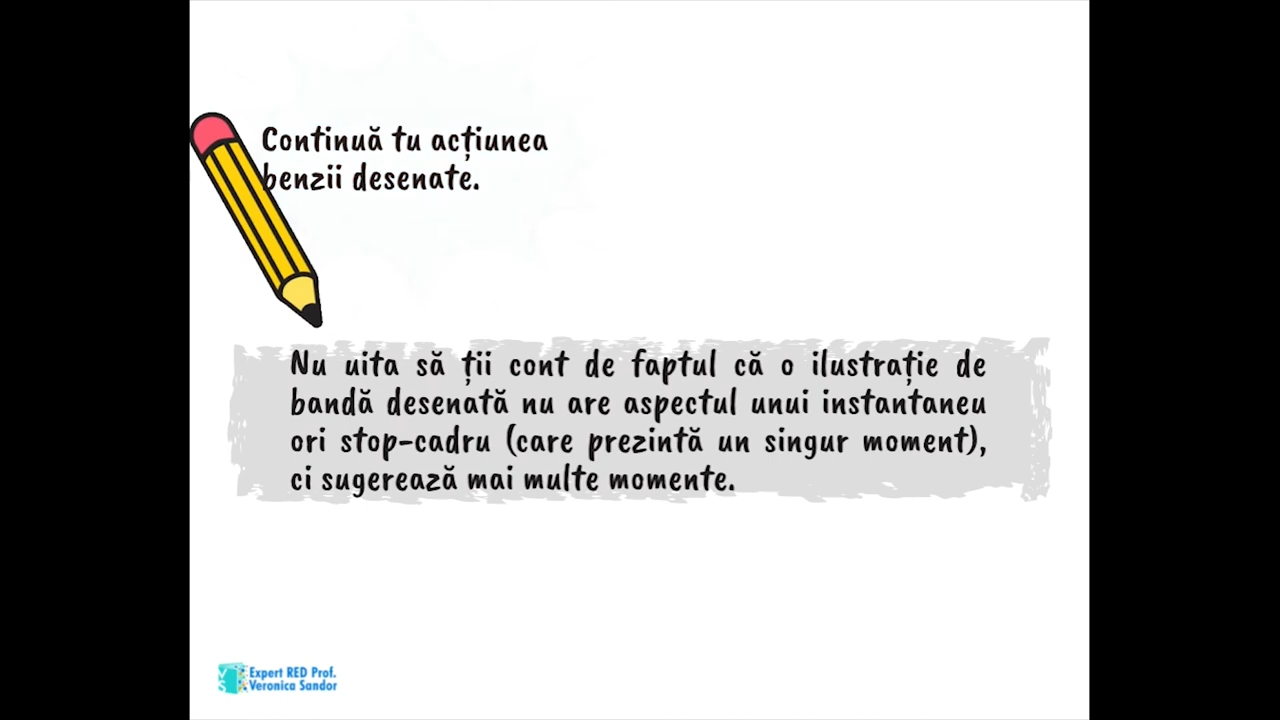 Continuă tu acțiunea
benzii desenate.
Nu uita să ții cont de faptul că o ilustrație de
bandă desenată nu are aspectul unui instantaneu
ori stop-cadru (care prezintă un singur moment),
ci sugerează mai multe momente.
Expert RED Prof.
Veronica Sandor